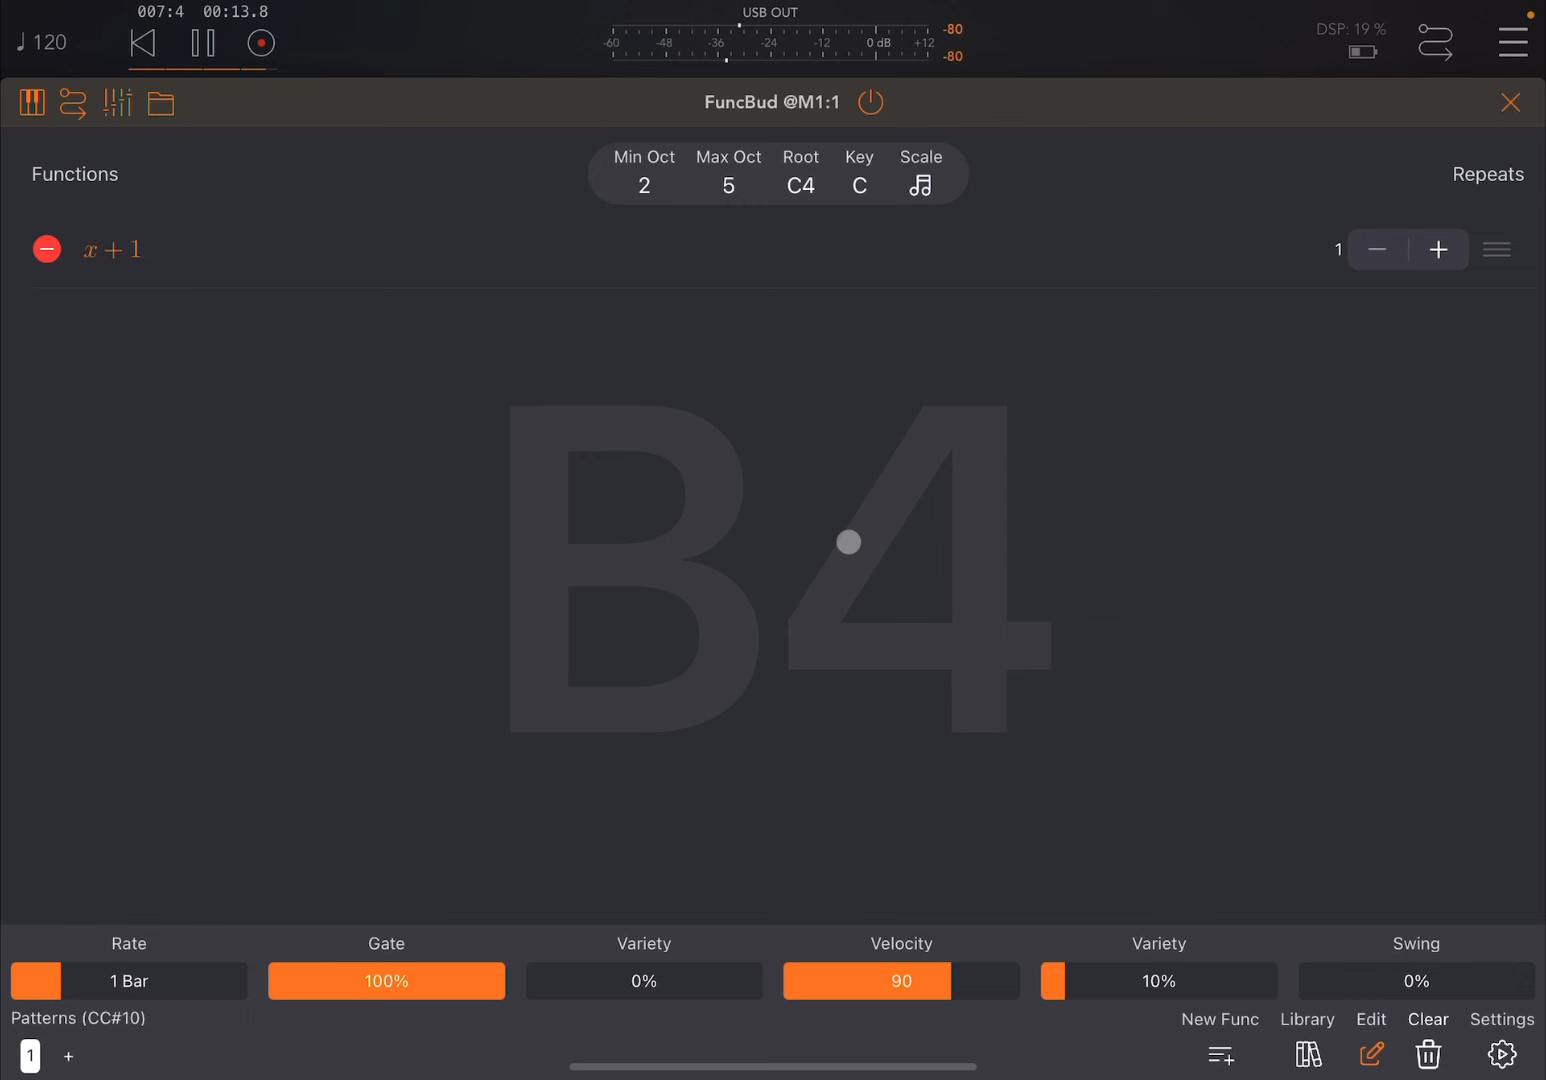 007:4 00:13.8
120
USB OUT
-60 -48 -36 -24 -12 0 dB +12
-80
-80
DSP: 19 %
FuncBud @M1:1
Functions
Min Oct Max Oct Root Key Scale
2 5 C4 C
Repeats
x + 1
1
B4
Rate Gate Variety Velocity Variety Swing
1 Bar 100% 0% 90 10% 0%
Patterns (CC#10)
New Func Library Edit Clear Settings
1 +